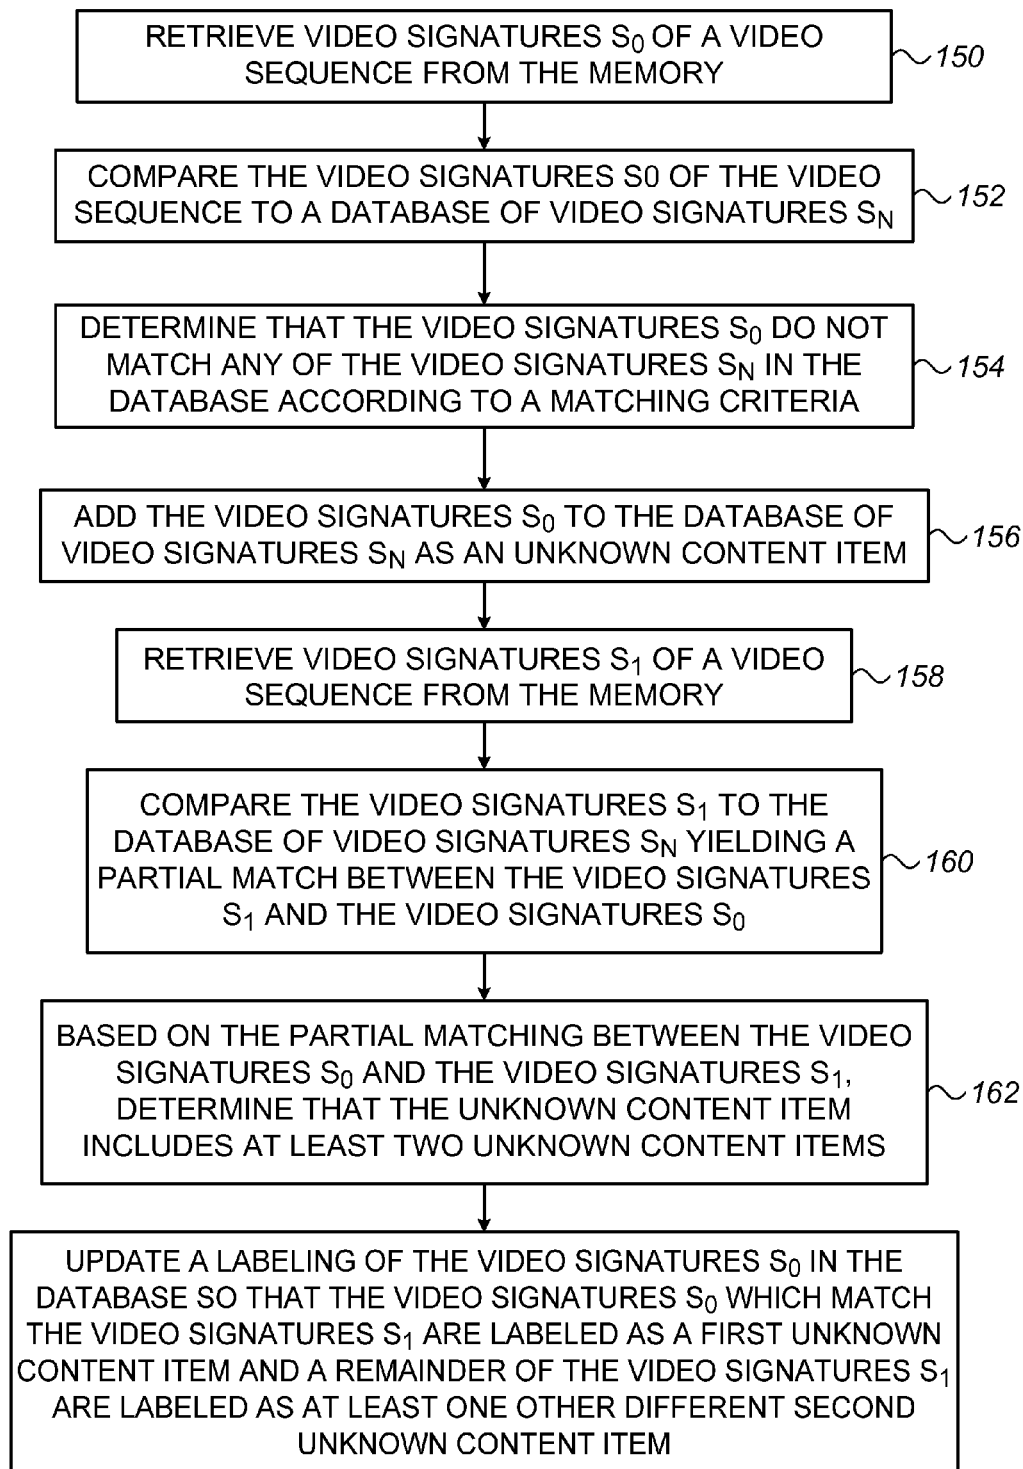 RETRIEVE VIDEO SIGNATURES S0 OF A VIDEO
SEQUENCE FROM THE MEMORY
150
COMPARE THE VIDEO SIGNATURES S0 OF THE VIDEO
SEQUENCE TO A DATABASE OF VIDEO SIGNATURES SN
152
DETERMINE THAT THE VIDEO SIGNATURES S0 DO NOT
MATCH ANY OF THE VIDEO SIGNATURES SN IN THE
DATABASE ACCORDING TO A MATCHING CRITERIA
154
ADD THE VIDEO SIGNATURES S0 TO THE DATABASE OF
VIDEO SIGNATURES SN AS AN UNKNOWN CONTENT ITEM
156
RETRIEVE VIDEO SIGNATURES S1 OF A VIDEO
SEQUENCE FROM THE MEMORY
158
COMPARE THE VIDEO SIGNATURES S1 TO THE
DATABASE OF VIDEO SIGNATURES SN YIELDING A
PARTIAL MATCH BETWEEN THE VIDEO SIGNATURES
S1 AND THE VIDEO SIGNATURES S0
160
BASED ON THE PARTIAL MATCHING BETWEEN THE VIDEO
SIGNATURES S0 AND THE VIDEO SIGNATURES S1,
DETERMINE THAT THE UNKNOWN CONTENT ITEM
INCLUDES AT LEAST TWO UNKNOWN CONTENT ITEMS
162
UPDATE A LABELING OF THE VIDEO SIGNATURES S0 IN THE
DATABASE SO THAT THE VIDEO SIGNATURES S0 WHICH MATCH
THE VIDEO SIGNATURES S1 ARE LABELED AS A FIRST UNKNOWN
CONTENT ITEM AND A REMAINDER OF THE VIDEO SIGNATURES S1
ARE LABELED AS AT LEAST ONE OTHER DIFFERENT SECOND
UNKNOWN CONTENT ITEM